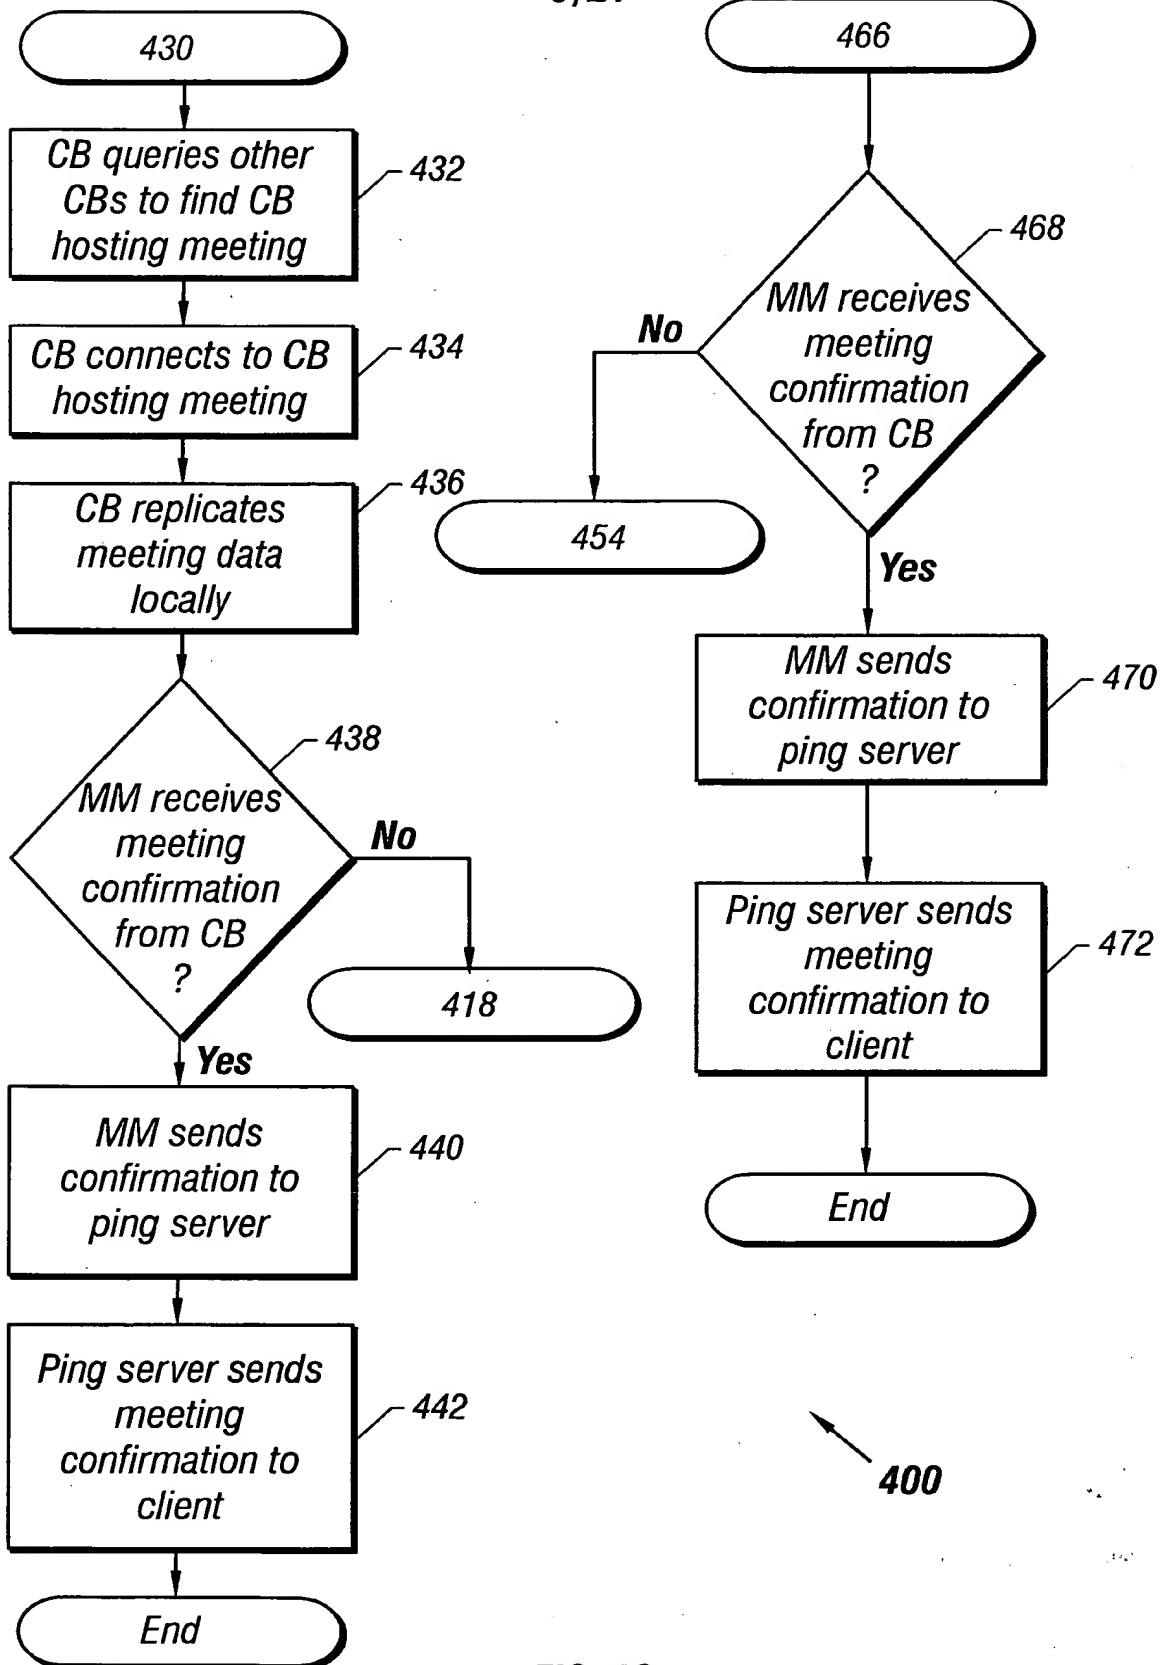 430
CB queries other
CBs to find CB
hosting meeting
432
CB connects to CB
hosting meeting
434
CB replicates
meeting data
locally
436
MM receives
meeting
confirmation
from CB
?
438
No
418
Yes
MM sends
confirmation to
ping server
440
Ping server sends
meeting
confirmation to
client
442
End
466
MM receives
meeting
confirmation
from CB
?
468
No
454
Yes
MM sends
confirmation to
ping server
470
Ping server sends
meeting
confirmation to
client
472
End
400